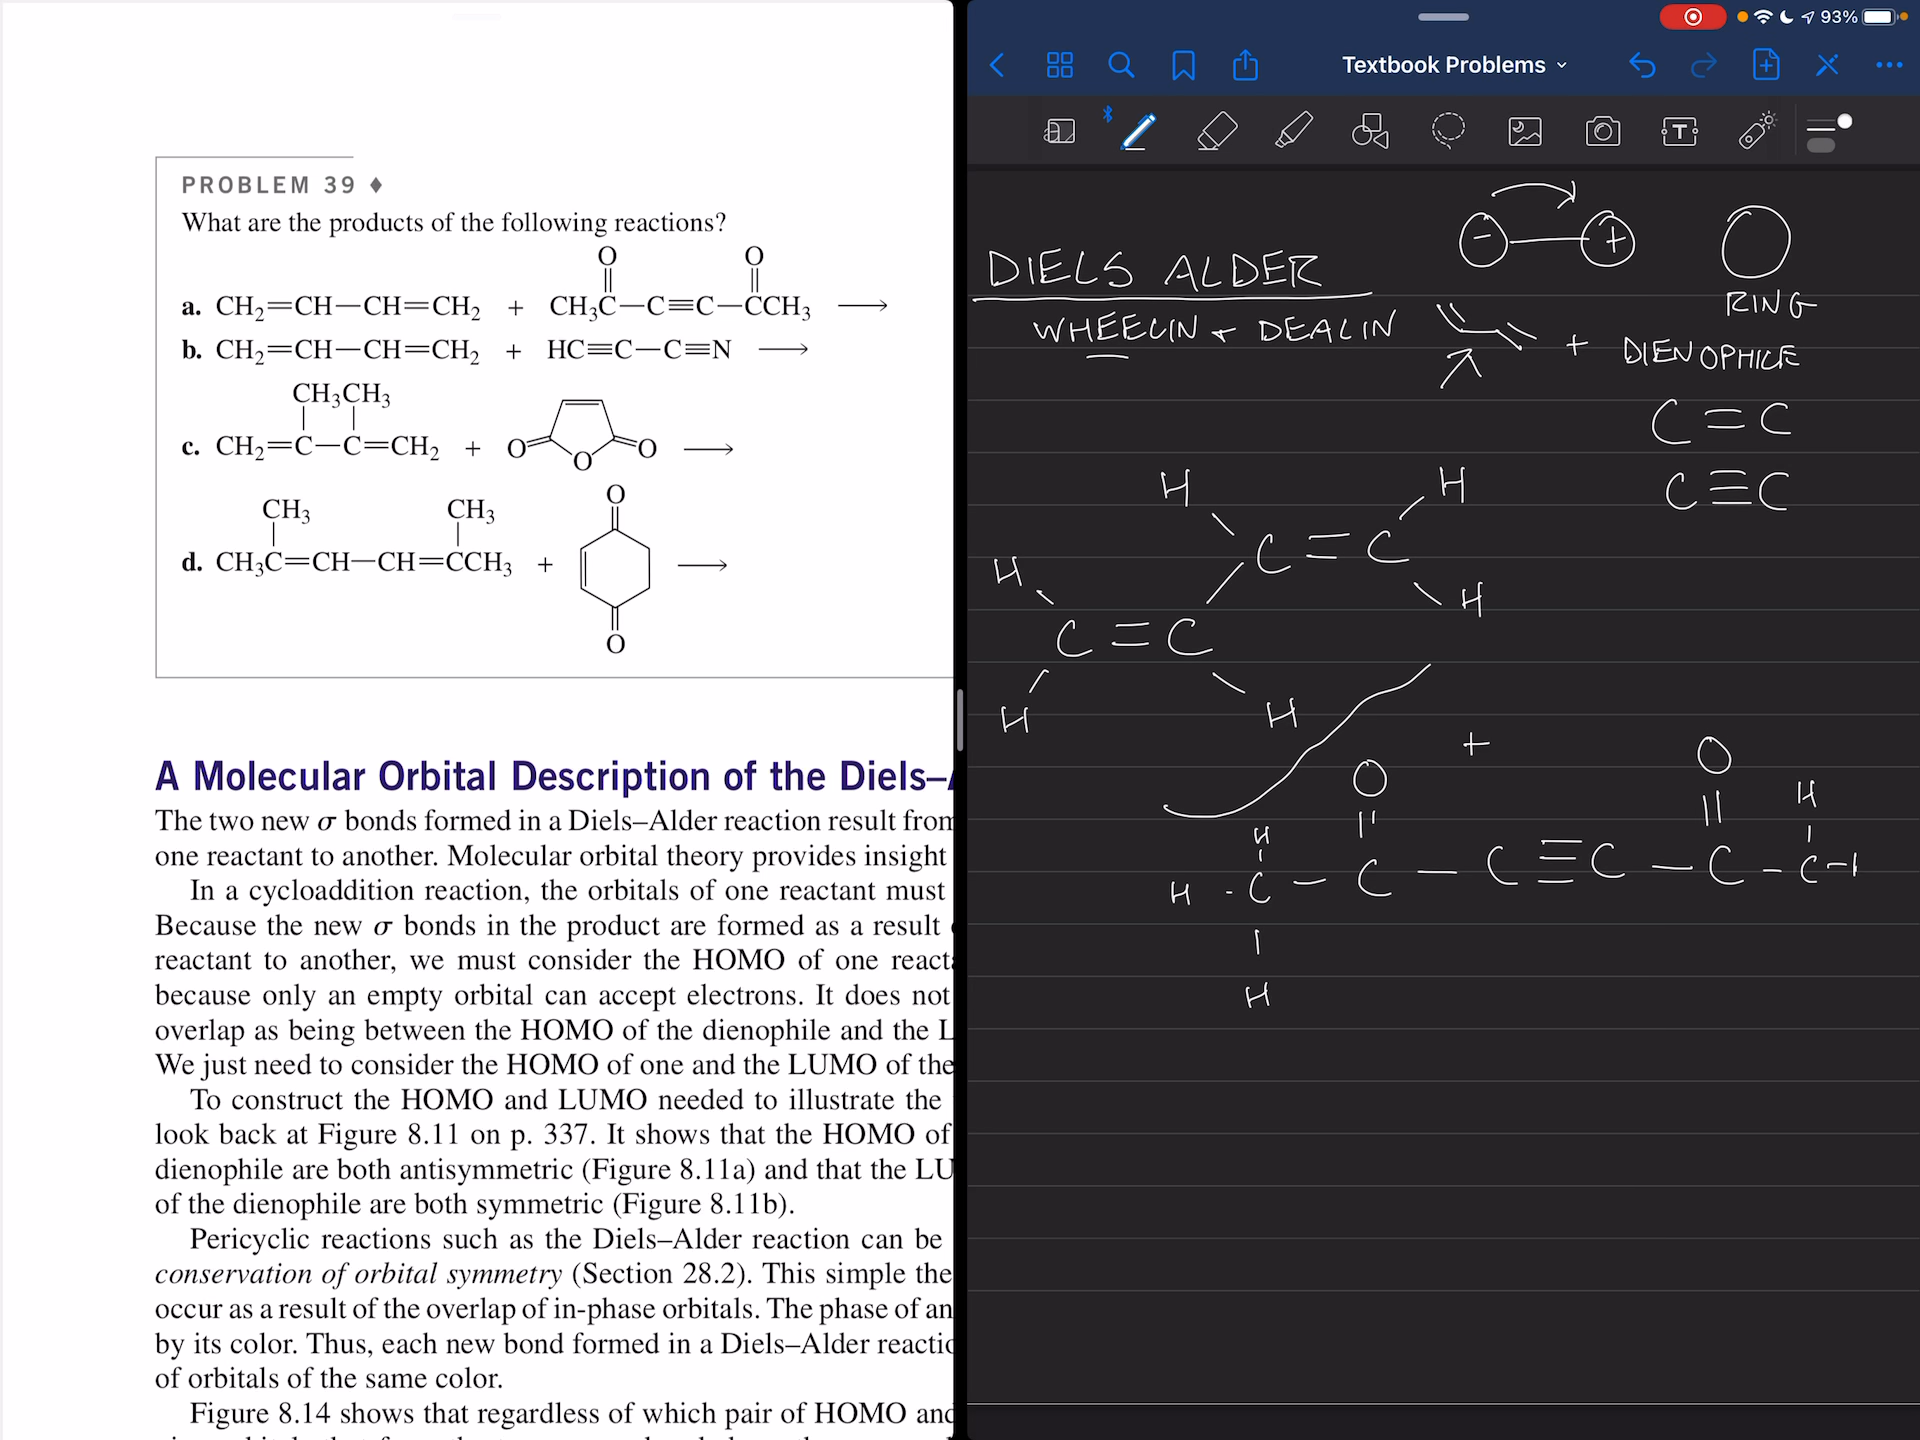 PROBLEM 39 ♦
What are the products of the following reactions?
O O
a. CH₂=CH—CH=CH₂ + CH₃C—C≡C—CCH₃ →
b. CH₂=CH—CH=CH₂ + HC≡C—C≡N →
CH₃CH₃
c. CH₂=C—C=CH₂ + O O O →
CH₃ CH₃ O
d. CH₃C=CH—CH=CCH₃ + →
O
A Molecular Orbital Description of the Diels–
The two new σ bonds formed in a Diels–Alder reaction result from
one reactant to another. Molecular orbital theory provides insight
In a cycloaddition reaction, the orbitals of one reactant must
Because the new σ bonds in the product are formed as a result
reactant to another, we must consider the HOMO of one react
because only an empty orbital can accept electrons. It does not
overlap as being between the HOMO of the dienophile and the L
We just need to consider the HOMO of one and the LUMO of the
To construct the HOMO and LUMO needed to illustrate the
look back at Figure 8.11 on p. 337. It shows that the HOMO of
dienophile are both antisymmetric (Figure 8.11a) and that the LU
of the dienophile are both symmetric (Figure 8.11b).
Pericyclic reactions such as the Diels–Alder reaction can be
conservation of orbital symmetry (Section 28.2). This simple the
occur as a result of the overlap of in-phase orbitals. The phase of an
by its color. Thus, each new bond formed in a Diels–Alder reactio
of orbitals of the same color.
Figure 8.14 shows that regardless of which pair of HOMO and
93%
Textbook Problems
T
− +
DIELS ALDER
RING
WHEELIN + DEALIN
+ DIENOPHILE
C = C
C ≡ C
H H
C = C
H H
C = C
H H
+
O O
H H
H - C - C - C ≡ C - C - C -
H